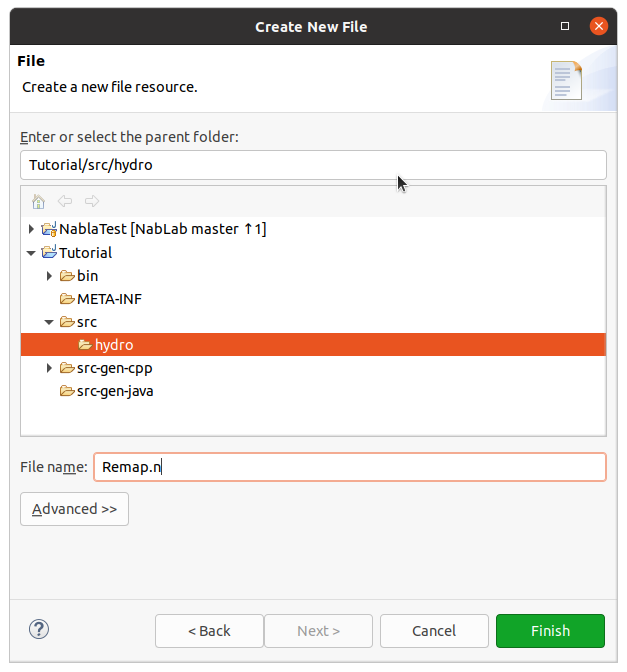 Create New File
File
Create a new file resource.
Enter or select the parent folder:
Tutorial/src/hydro
NablaTest [NabLab master ↑1]
Tutorial
bin
META-INF
src
hydro
src-gen-cpp
src-gen-java
File name: Remap.n
Advanced >>
? < Back Next > Cancel Finish